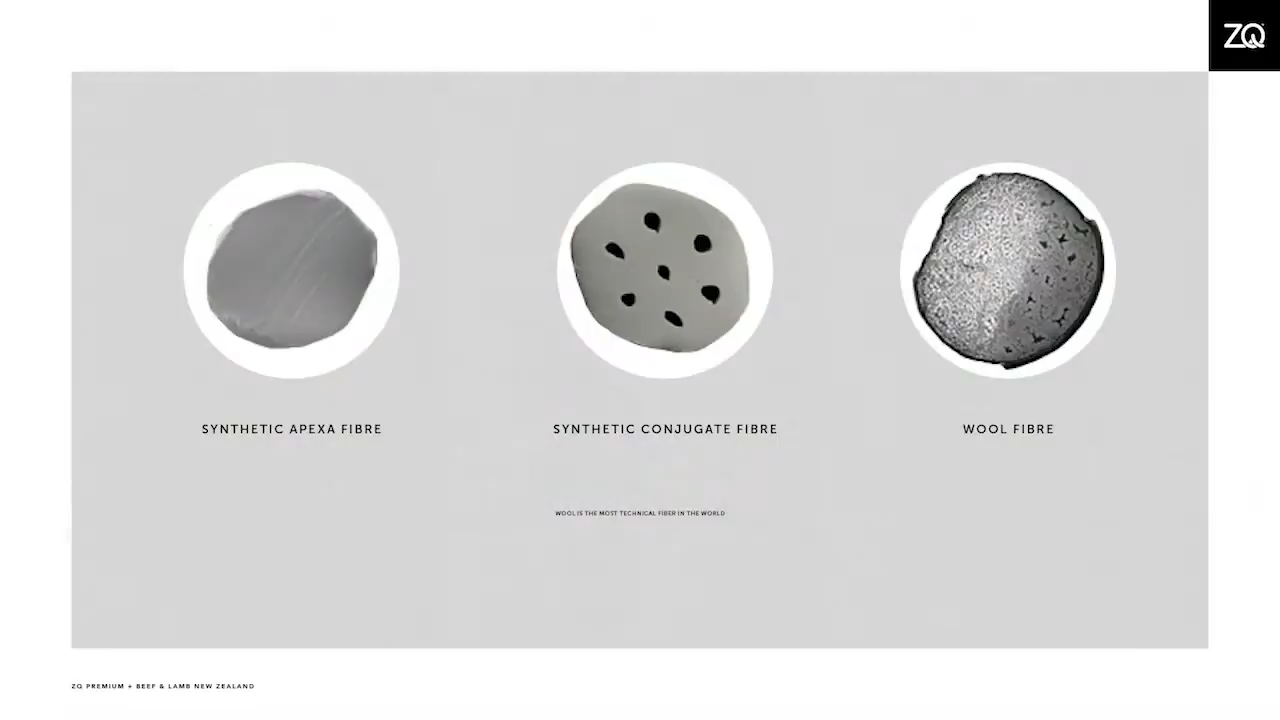 ZQ
SYNTHETIC APEXA FIBRE
SYNTHETIC CONJUGATE FIBRE
WOOL FIBRE
WOOL IS THE MOST TECHNICAL FIBER IN THE WORLD
ZQ PREMIUM + BEEF & LAMB NEW ZEALAND